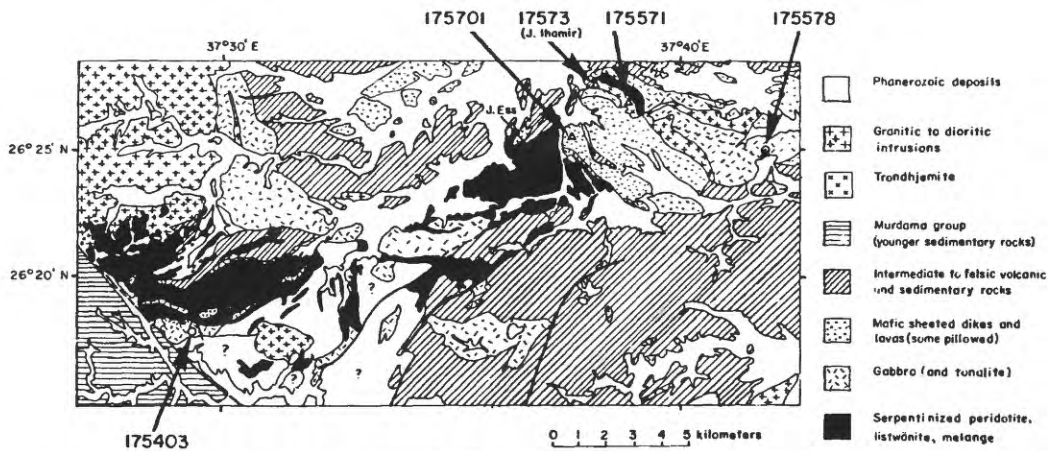 175701
17573
(J. Ihamir)
175571
175578
37°30' E
37°40' E
J. Ess
26°25' N
26°20' N
?
?
?
?
175403
0 1 2 3 4 5 kilometers
Phanerozoic deposits
Granitic to dioritic
intrusions
Trondhjemite
Murdama group
(younger sedimentary rocks)
Intermediate to felsic volcanic
and sedimentary rocks
Mafic sheeted dikes and
lavas (some pillowed)
Gabbro (and tonalite)
Serpentinized peridotite,
listwänite, melange